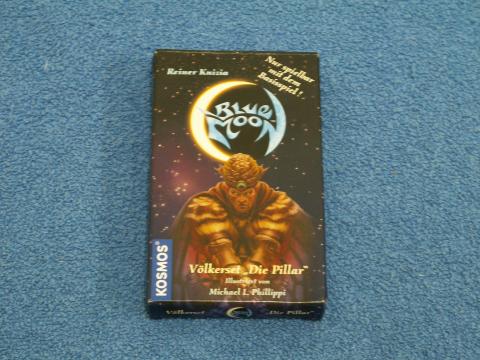 Reiner Knizia
Nur spielbar
mit dem
Basisspiel!
BLUE
MOON
KOSMOS®
Völkerset „Die Pillar"
Illustriert von
Michael L. Phillippi
Völkerset „Die Pillar"